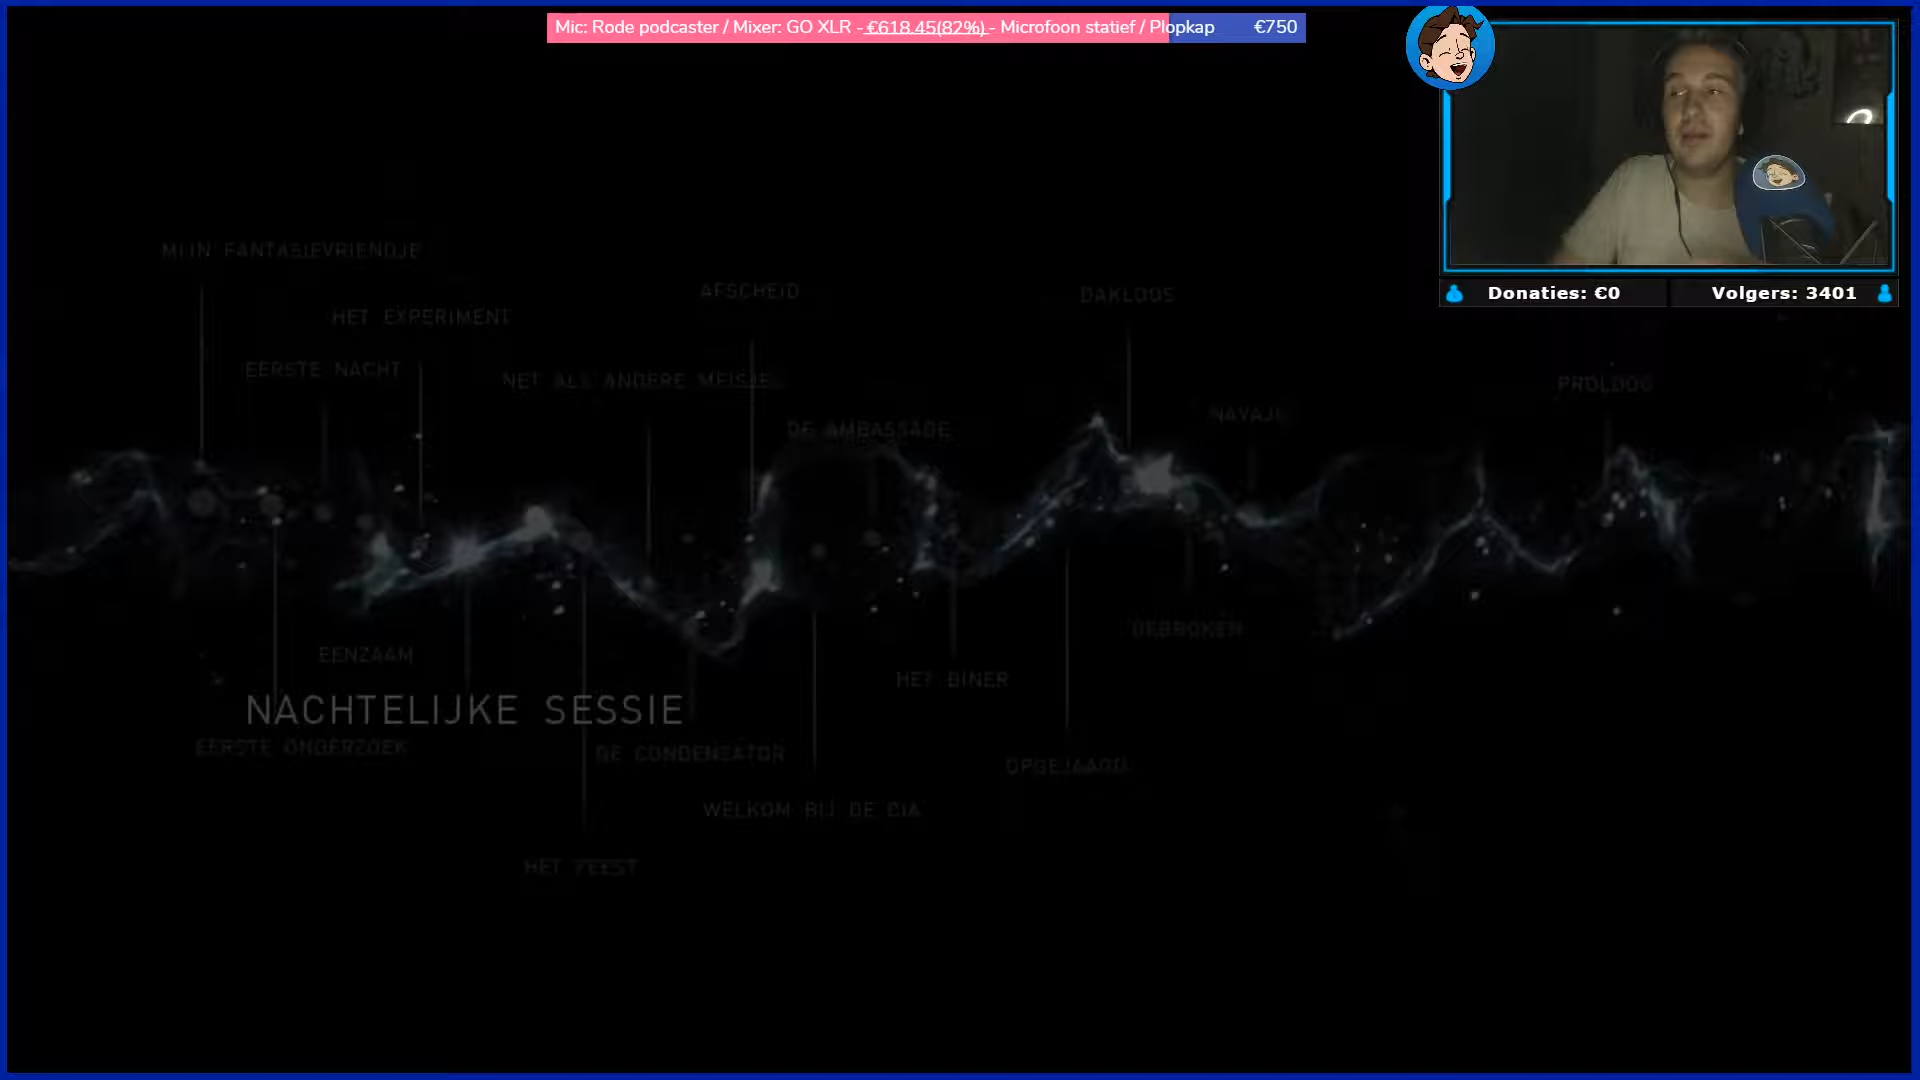 Mic: Rode podcaster / Mixer: GO XLR - €618.45(82%) - Microfoon statief / Plopkap €750
Donaties: €0 Volgers: 3401
MIJN FANTASIEVRIENDJE
AFSCHEID
DAKLOOS
HET EXPERIMENT
EERSTE NACHT
NET ALS ANDERE MEISJES
PROLOOG
NAVAJO
DE AMBASSADE
GEBROKEN
EENZAAM
HET DINER
NACHTELIJKE SESSIE
EERSTE ONDERZOEK
DE CONDENSATOR
OPGEJAAGD
WELKOM BIJ DE CIA
HET FEEST